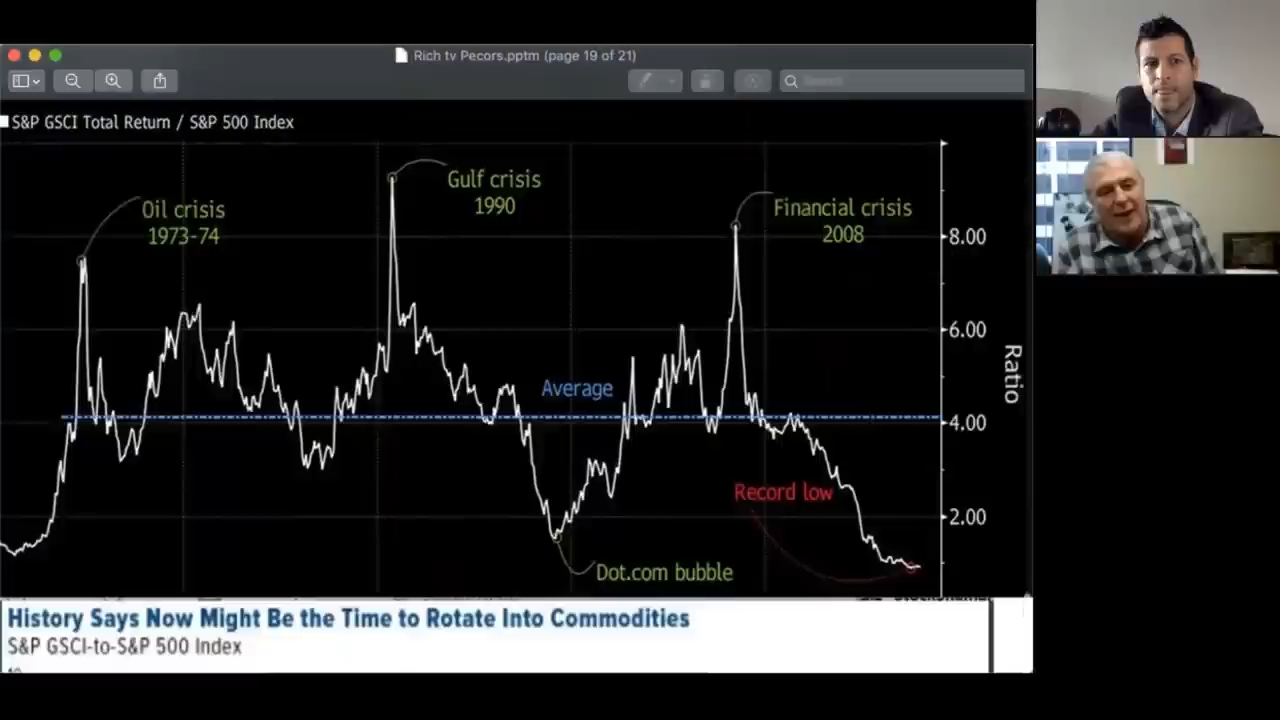 Rich tv Pecors.pptm (page 19 of 21)
Search
S&P GSCI Total Return / S&P 500 Index
Oil crisis
1973-74
Gulf crisis
1990
Financial crisis
2008
8.00
6.00
Average
4.00
Ratio
Record low
2.00
Dot.com bubble
History Says Now Might Be the Time to Rotate Into Commodities
S&P GSCI-to-S&P 500 Index